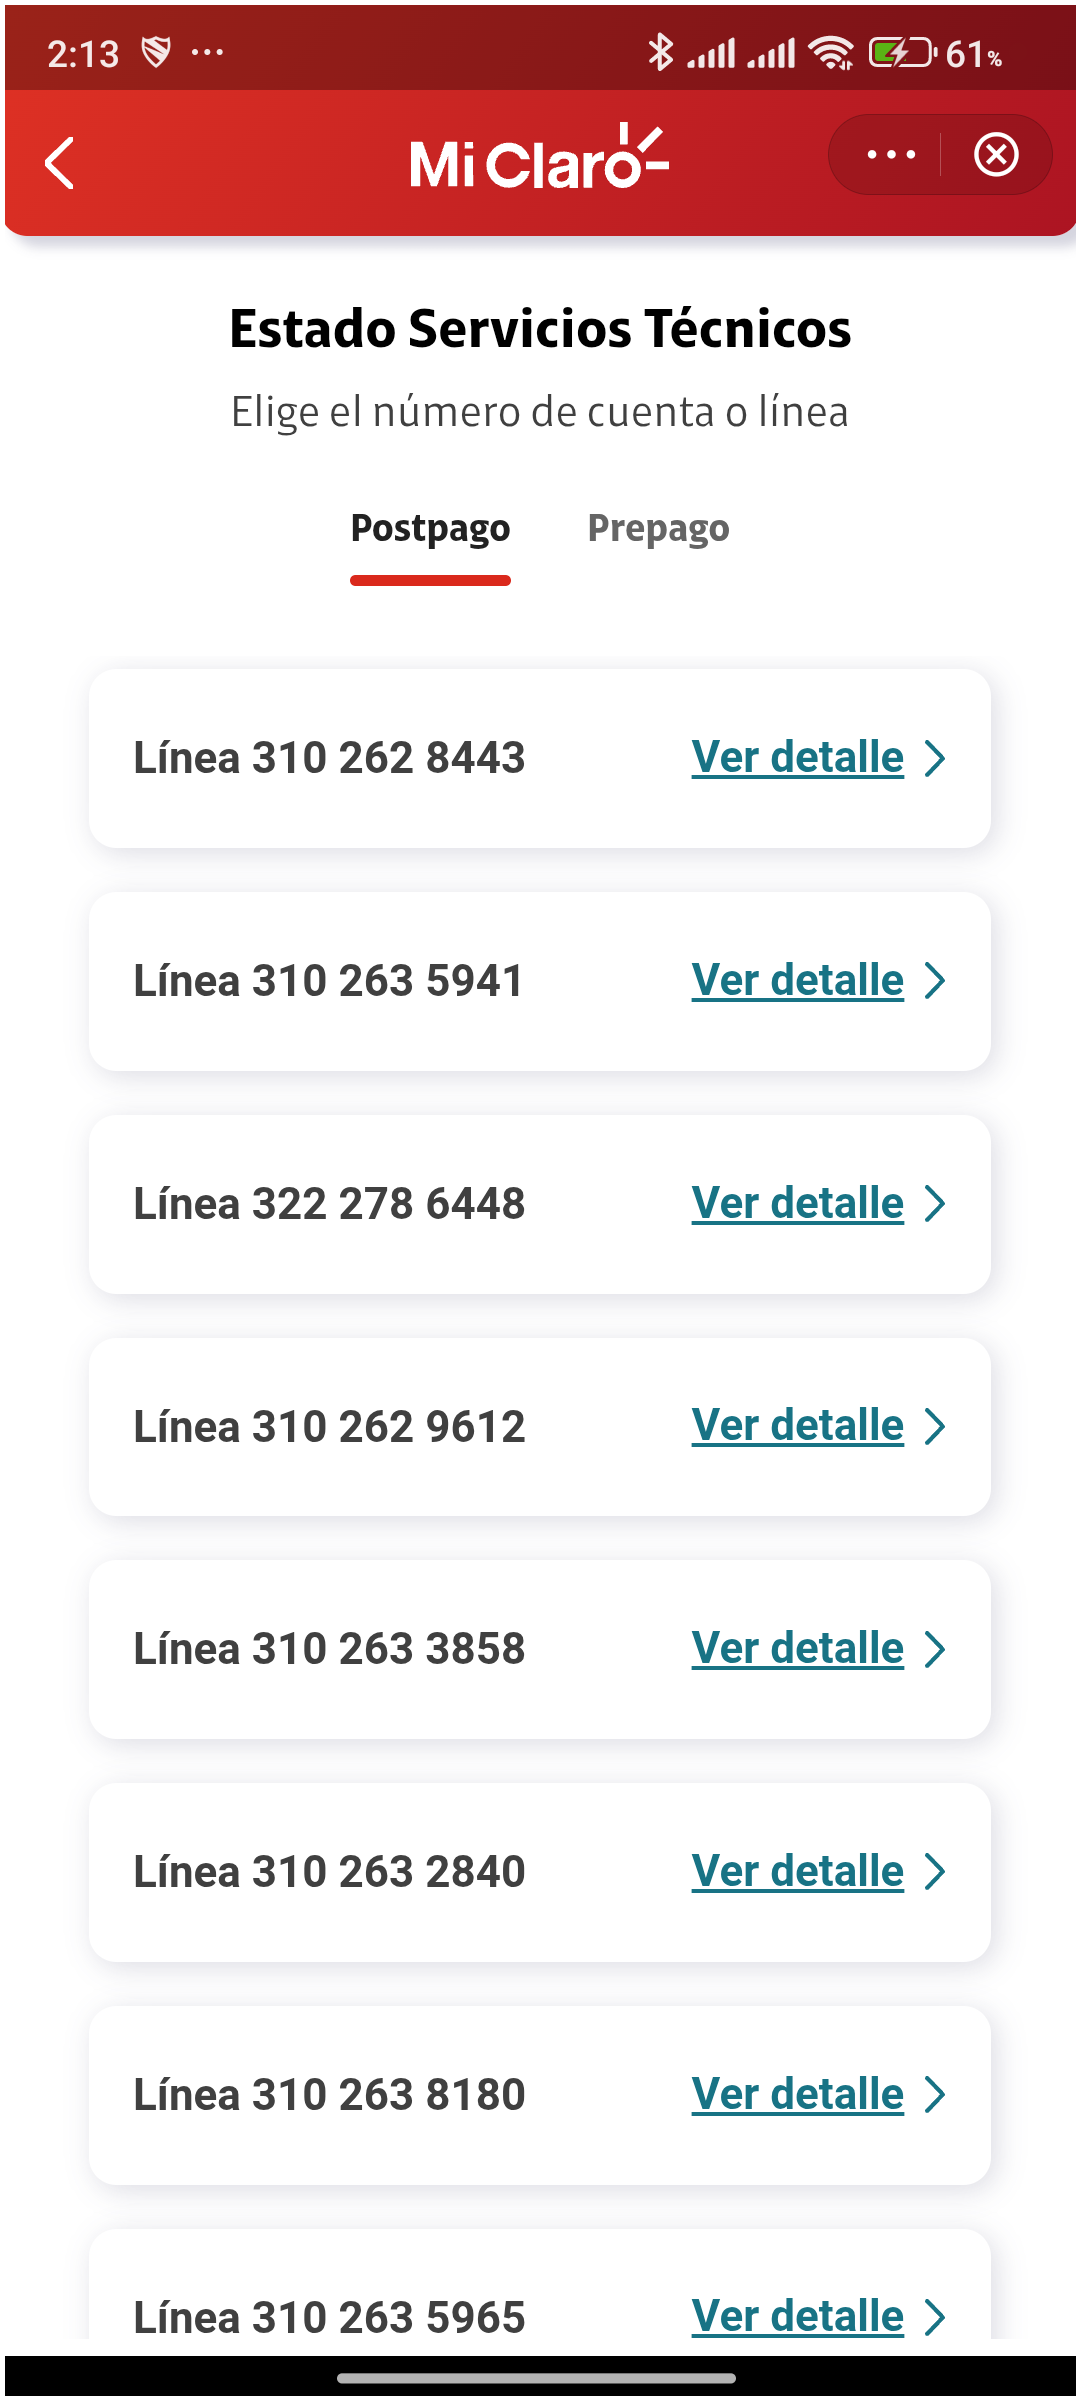 2:13 61%
Mi Claro
Estado Servicios Técnicos
Elige el número de cuenta o línea
Postpago Prepago
Línea 310 262 8443 Ver detalle
Línea 310 263 5941 Ver detalle
Línea 322 278 6448 Ver detalle
Línea 310 262 9612 Ver detalle
Línea 310 263 3858 Ver detalle
Línea 310 263 2840 Ver detalle
Línea 310 263 8180 Ver detalle
Línea 310 263 5965 Ver detalle